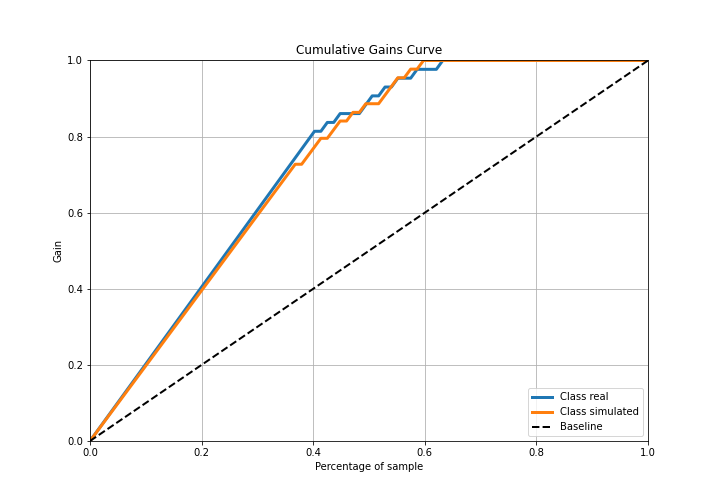 Cumulative Gains Curve
1.0
0.8
0.6
0.4
0.2
0.0
Gain
0.0 0.2 0.4 0.6 0.8 1.0
Percentage of sample
Class real
Class simulated
Baseline